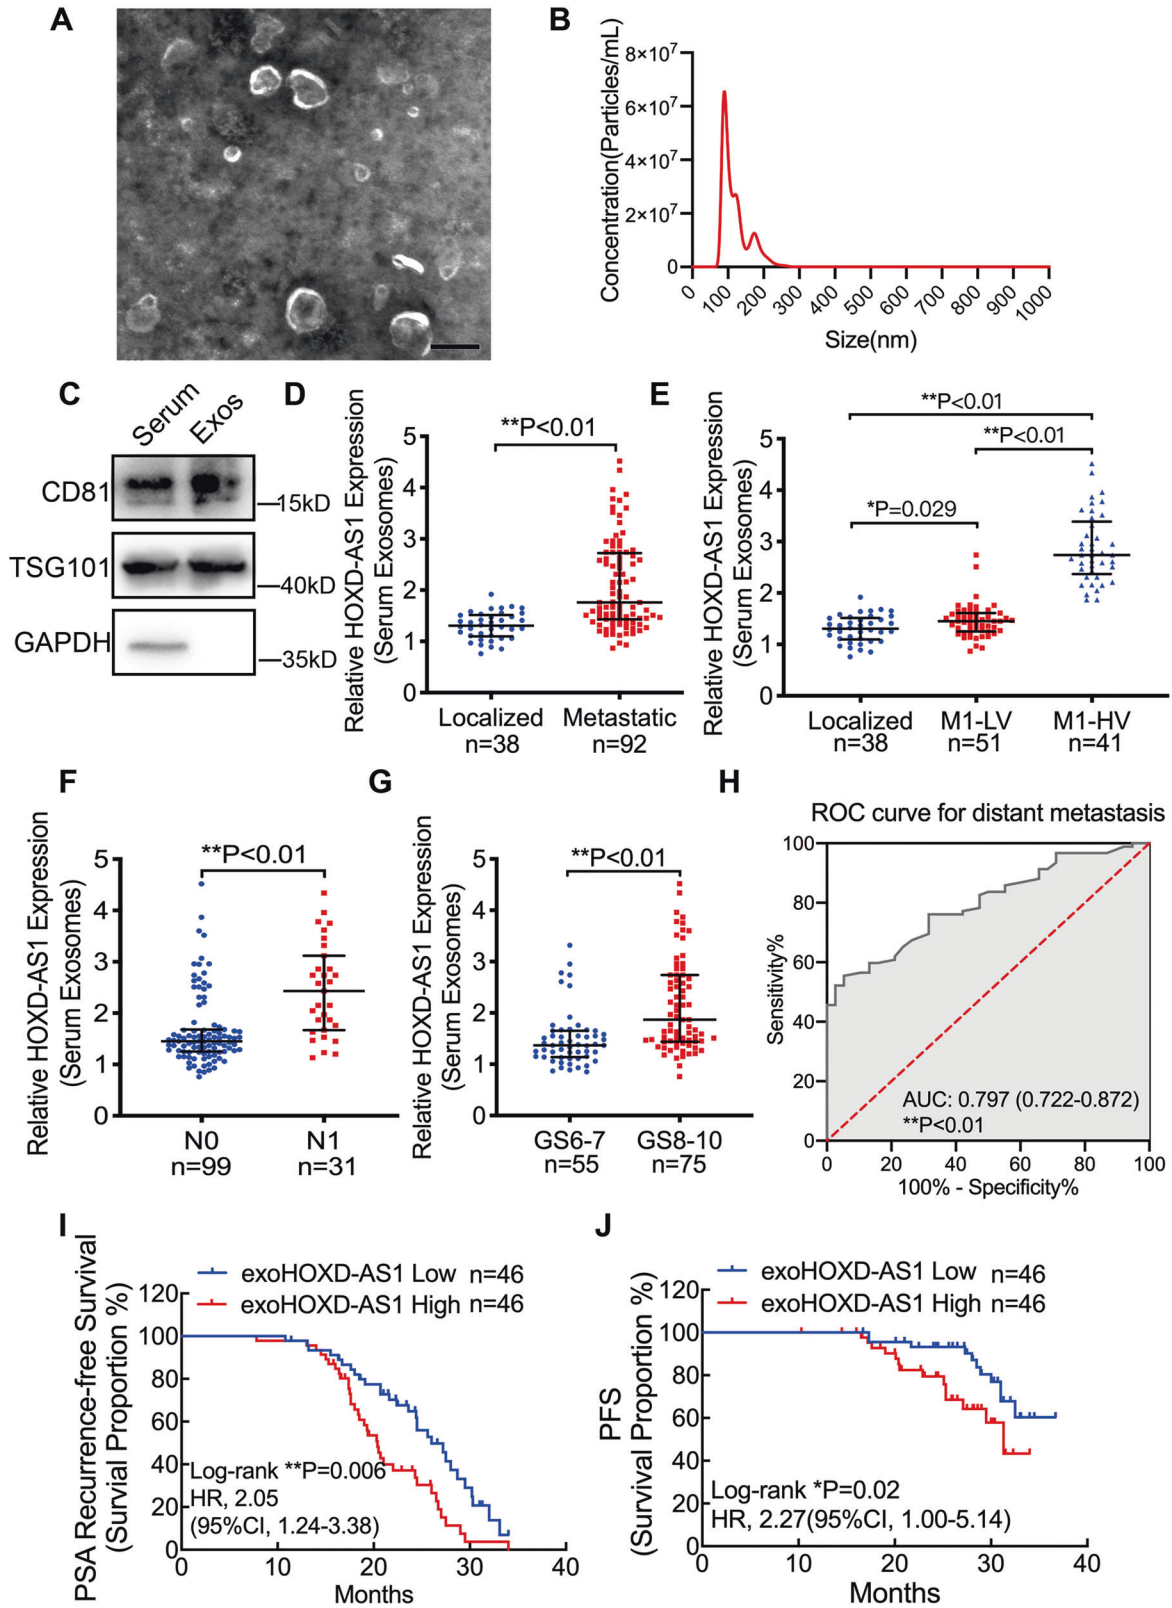 A
B
Concentration(Particles/mL)
8×10⁷
6×10⁷
4×10⁷
2×10⁷
0
0 100 200 300 400 500 600 700 800 900 1000
Size(nm)
C
Serum Exos
CD81
15kD
TSG101
40kD
GAPDH
35kD
D
Relative HOXD-AS1 Expression
(Serum Exosomes)
5
4
3
2
1
0
**P<0.01
Localized Metastatic
n=38 n=92
E
Relative HOXD-AS1 Expression
(Serum Exosomes)
5
4
3
2
1
0
**P<0.01
**P<0.01
*P=0.029
Localized M1-LV M1-HV
n=38 n=51 n=41
F
Relative HOXD-AS1 Expression
(Serum Exosomes)
5
4
3
2
1
0
**P<0.01
N0 N1
n=99 n=31
G
Relative HOXD-AS1 Expression
(Serum Exosomes)
5
4
3
2
1
0
**P<0.01
GS6-7 GS8-10
n=55 n=75
H
ROC curve for distant metastasis
Sensitivity%
100
80
60
40
20
0
AUC: 0.797 (0.722-0.872)
**P<0.01
0 20 40 60 80 100
100% - Specificity%
I
PSA Recurrence-free Survival
(Survial Proportion %)
exoHOXD-AS1 Low n=46
exoHOXD-AS1 High n=46
120
100
80
60
40
20
0
Log-rank **P=0.006
HR, 2.05
(95%CI, 1.24-3.38)
0 10 20 30 40
Months
J
PFS
(Survival Proportion %)
exoHOXD-AS1 Low n=46
exoHOXD-AS1 High n=46
120
100
80
60
40
20
0
Log-rank *P=0.02
HR, 2.27(95%CI, 1.00-5.14)
0 10 20 30 40
Months